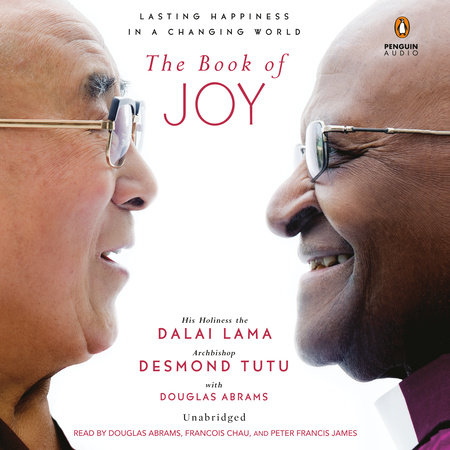 LASTING HAPPINESS
IN A CHANGING WORLD
PENGUIN
AUDIO
The Book of
JOY
His Holiness the
DALAI LAMA
Archbishop
DESMOND TUTU
with
DOUGLAS ABRAMS
Unabridged
READ BY DOUGLAS ABRAMS, FRANCOIS CHAU, AND PETER FRANCIS JAMES